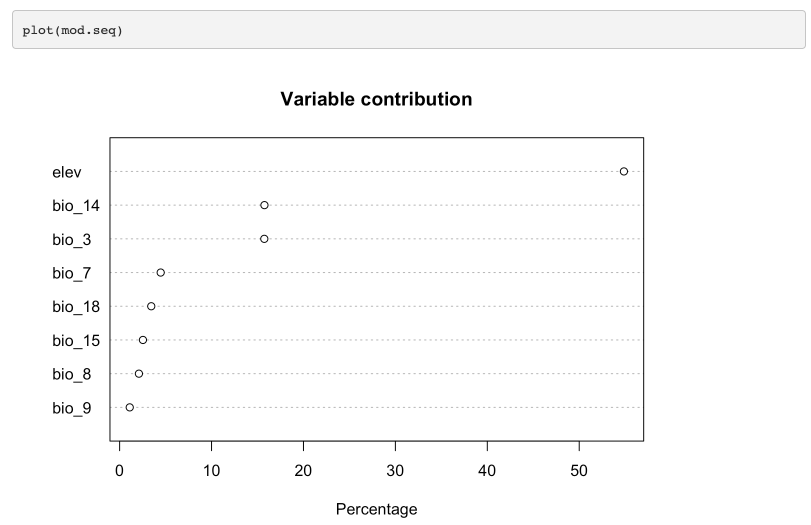 plot(mod.seq)
Variable contribution
elev
bio_14
bio_3
bio_7
bio_18
bio_15
bio_8
bio_9
0 10 20 30 40 50
Percentage